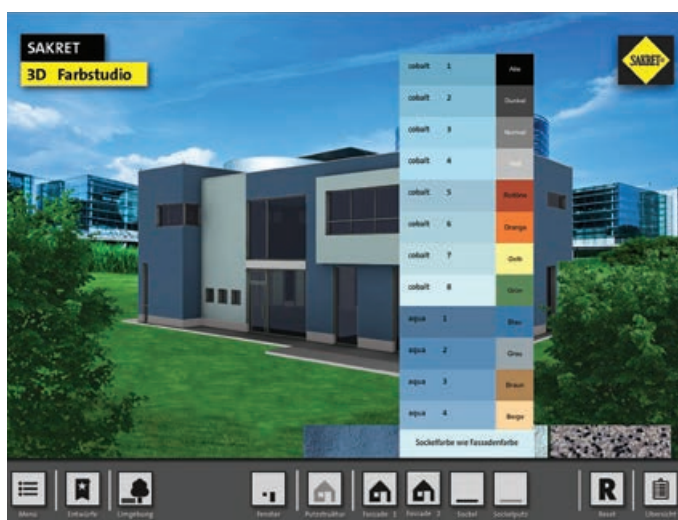 SAKRET
3D Farbstudio
SAKRET
cobalt 1 Alle
cobalt 2 Dunkel
cobalt 3 Normal
cobalt 4 Hell
cobalt 5 Rottöne
cobalt 6 Orange
cobalt 7 Gelb
cobalt 8 Grün
aqua 1 Blau
aqua 2 Grau
aqua 3 Braun
aqua 4 Beige
Sockelfarbe wie Fassadenfarbe
R
Menü Entwürfe Umgebung Fenster Putzstruktur Fassade 1 Fassade 2 Sockel Sockelputz Reset Übersicht